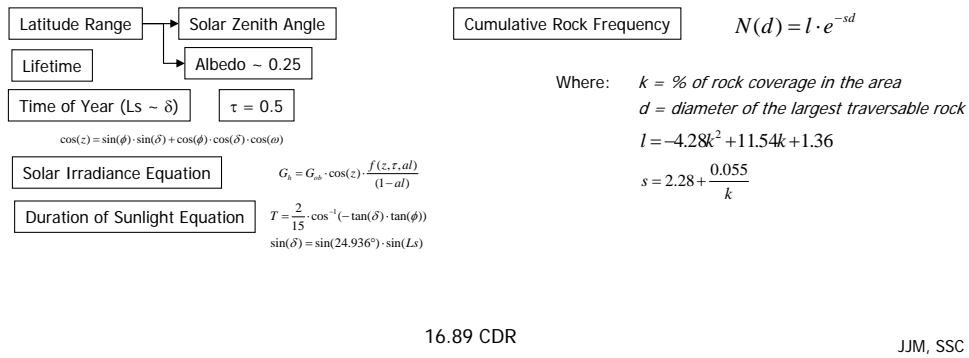 Latitude Range
Solar Zenith Angle
Lifetime
Albedo ~ 0.25
Time of Year (Ls ~ δ)
τ = 0.5
cos(z) = sin(φ)·sin(δ) + cos(φ)·cos(δ)·cos(ω)
Solar Irradiance Equation
G_h = G_ob · cos(z) · f(z,τ,al) / (1−al)
Duration of Sunlight Equation
T = 2/15 · cos⁻¹(−tan(δ)·tan(φ))
sin(δ) = sin(24.936°)·sin(Ls)
Cumulative Rock Frequency
N(d) = l · e^{−sd}
Where: k = % of rock coverage in the area
d = diameter of the largest traversable rock
l = −4.28k² + 11.54k + 1.36
s = 2.28 + 0.055/k
16.89 CDR
JJM, SSC